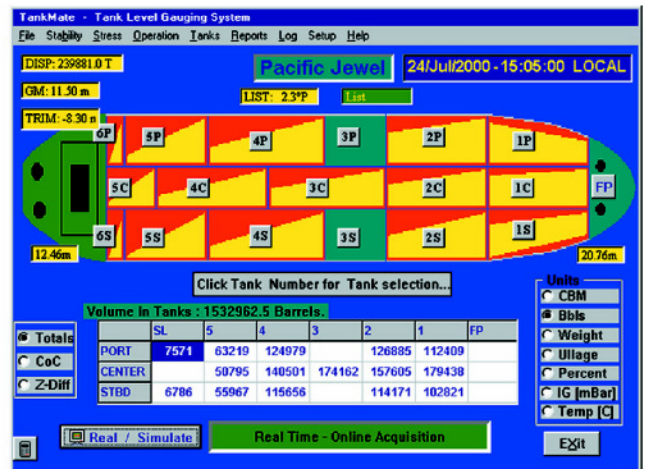 TankMate - Tank Level Gauging System
File Stability Stress Operation Tanks Reports Log Setup Help
DISP: 239881.0 T
Pacific Jewel
24/Jul/2000 - 15:05:00 LOCAL
GM: 11.50 m
LIST: 2.3°P
List
TRIM: -8.30 m
6P 5P 4P 3P 2P 1P
5C 4C 3C 2C 1C FP
6S 5S 4S 3S 2S 1S
12.46m
20.76m
Click Tank Number for Tank selection...
Volume In Tanks : 1532962.5 Barrels.
SL 5 4 3 2 1 FP
PORT 7571 63219 124979 126885 112409
CENTER 50795 140501 174162 157605 179438
STBD 6786 55967 115656 114171 102821
Totals
CoC
Z-Diff
Units
CBM
Bbls
Weight
Ullage
Percent
IG [mBar]
Temp [C]
Real / Simulate
Real Time - Online Acquisition
EXit